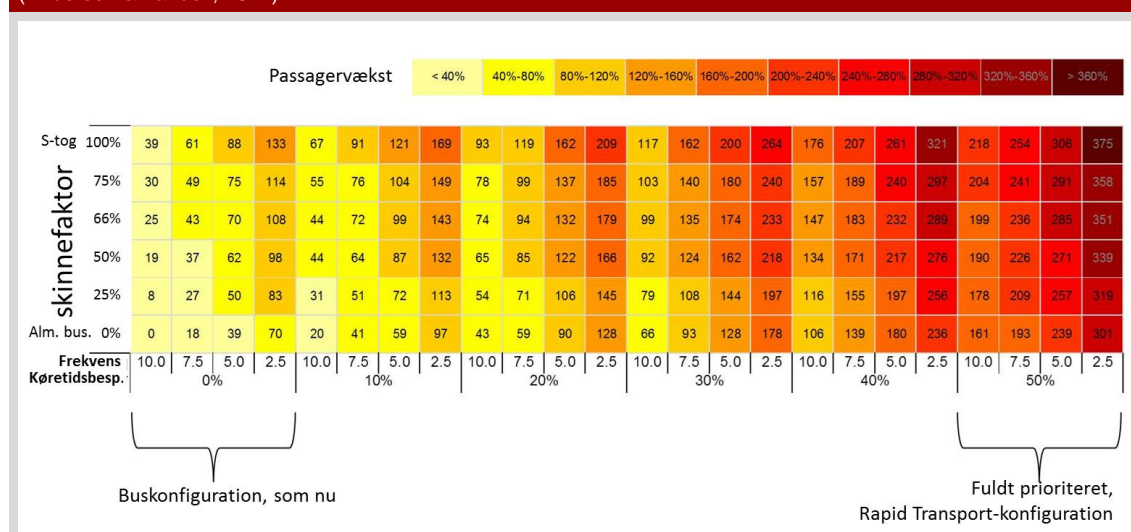 Passagervækst < 40% 40%-80% 80%-120% 120%-160% 160%-200% 200%-240% 240%-280% 280%-320% 320%-360% > 360%
skinnefaktor
S-tog 100% 39 61 88 133 67 91 121 169 93 119 162 209 117 162 200 264 176 207 261 321 218 254 306 375
75% 30 49 75 114 55 76 104 149 78 99 137 185 103 140 180 240 157 189 240 297 204 241 291 358
66% 25 43 70 108 44 72 99 143 74 94 132 179 99 135 174 233 147 183 232 289 199 236 285 351
50% 19 37 62 98 44 64 87 132 65 85 122 166 92 124 162 218 134 171 217 276 190 226 271 339
25% 8 27 50 83 31 51 72 113 54 71 106 145 79 108 144 197 116 155 197 256 178 209 257 319
Alm. bus. 0% 0 18 39 70 20 41 59 97 43 59 90 128 66 93 128 178 106 139 180 236 161 193 239 301
Frekvens 10.0 7.5 5.0 2.5 10.0 7.5 5.0 2.5 10.0 7.5 5.0 2.5 10.0 7.5 5.0 2.5 10.0 7.5 5.0 2.5 10.0 7.5 5.0 2.5
Køretidsbesp. 0% 10% 20% 30% 40% 50%
Buskonfiguration, som nu
Fuldt prioriteret,
Rapid Transport-konfiguration